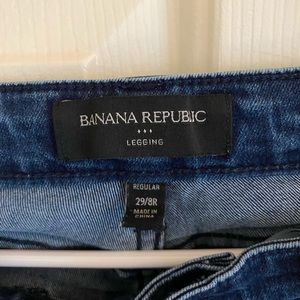 BANANA REPUBLIC
LEGGING
REGULAR
29/8R
MADE IN
CHINA